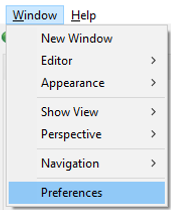 Window Help
New Window
Editor
Appearance
Show View
Perspective
Navigation
Preferences